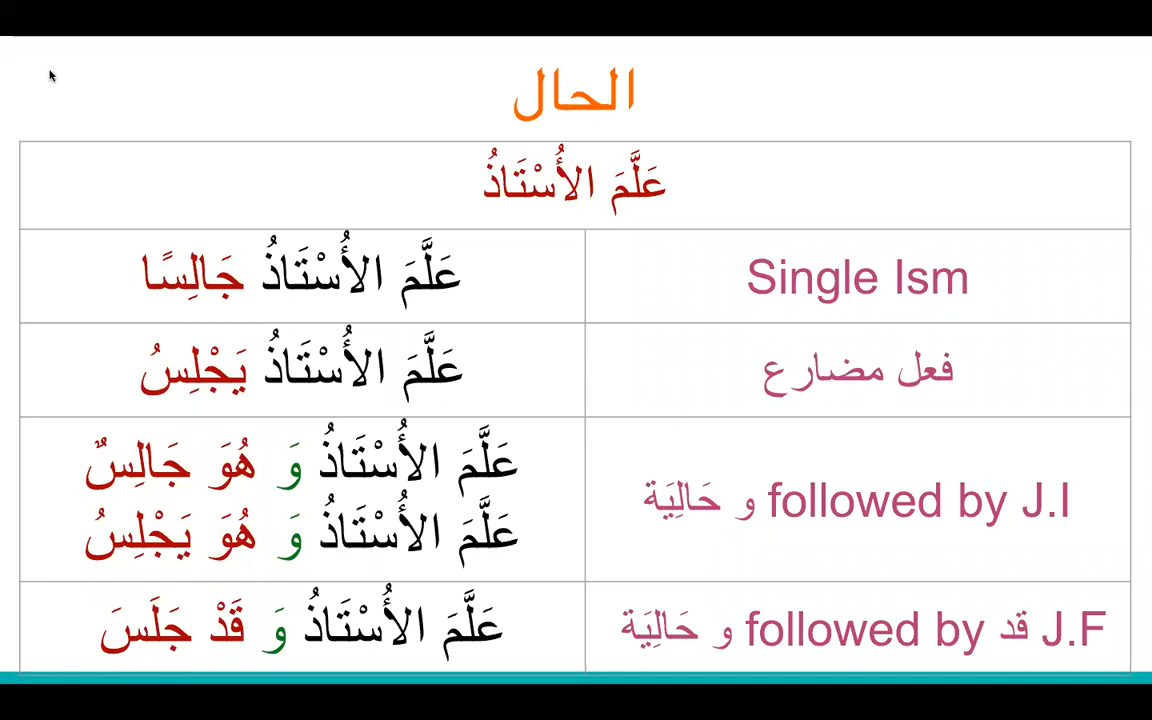 الحال
عَلَّمَ الأُسْتَاذُ
Single Ism
عَلَّمَ الأُسْتَاذُ جَالِسًا
فعل مضارع
عَلَّمَ الأُسْتَاذُ يَجْلِسُ
و حَالِيَة followed by J.I
عَلَّمَ الأُسْتَاذُ وَ هُوَ جَالِسٌ
عَلَّمَ الأُسْتَاذُ وَ هُوَ يَجْلِسُ
و حَالِيَة followed by قد J.F
عَلَّمَ الأُسْتَاذُ وَ قَدْ جَلَسَ